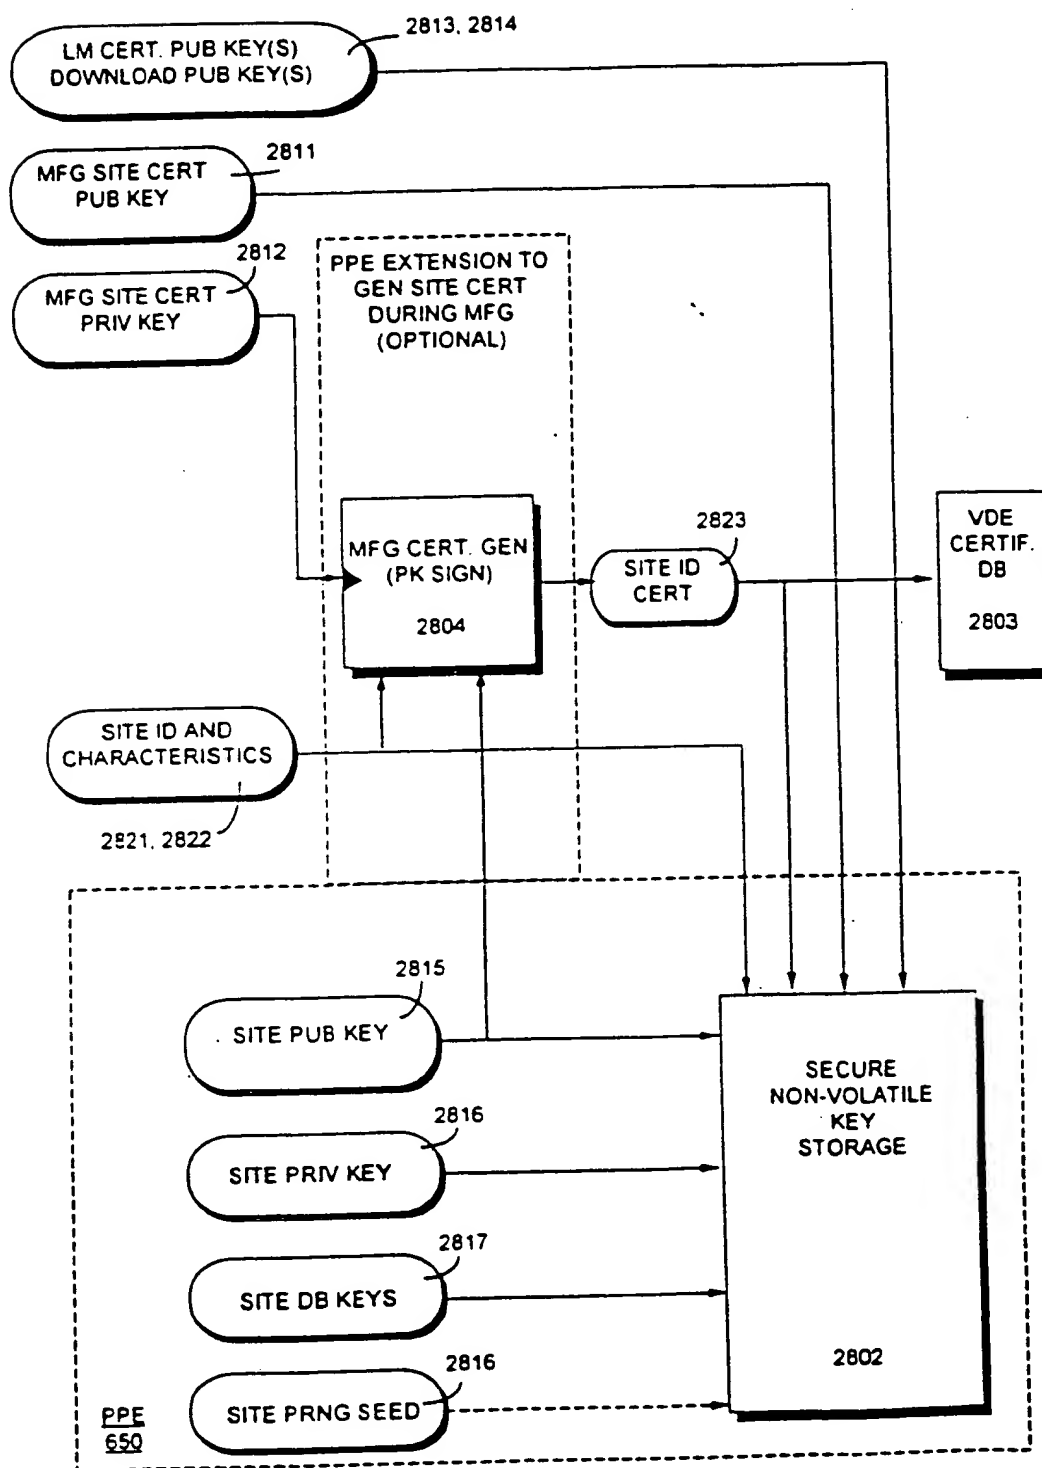 2813, 2814
LM CERT. PUB KEY(S)
DOWNLOAD PUB KEY(S)
2811
MFG SITE CERT
PUB KEY
2812
MFG SITE CERT
PRIV KEY
PPE EXTENSION TO
GEN SITE CERT
DURING MFG
(OPTIONAL)
MFG CERT. GEN
(PK SIGN)
2804
2823
SITE ID
CERT
VDE
CERTIF.
DB
2803
SITE ID AND
CHARACTERISTICS
2821, 2822
2815
SITE PUB KEY
2816
SITE PRIV KEY
2817
SITE DB KEYS
2816
SITE PRNG SEED
SECURE
NON-VOLATILE
KEY
STORAGE
2802
PPE
650